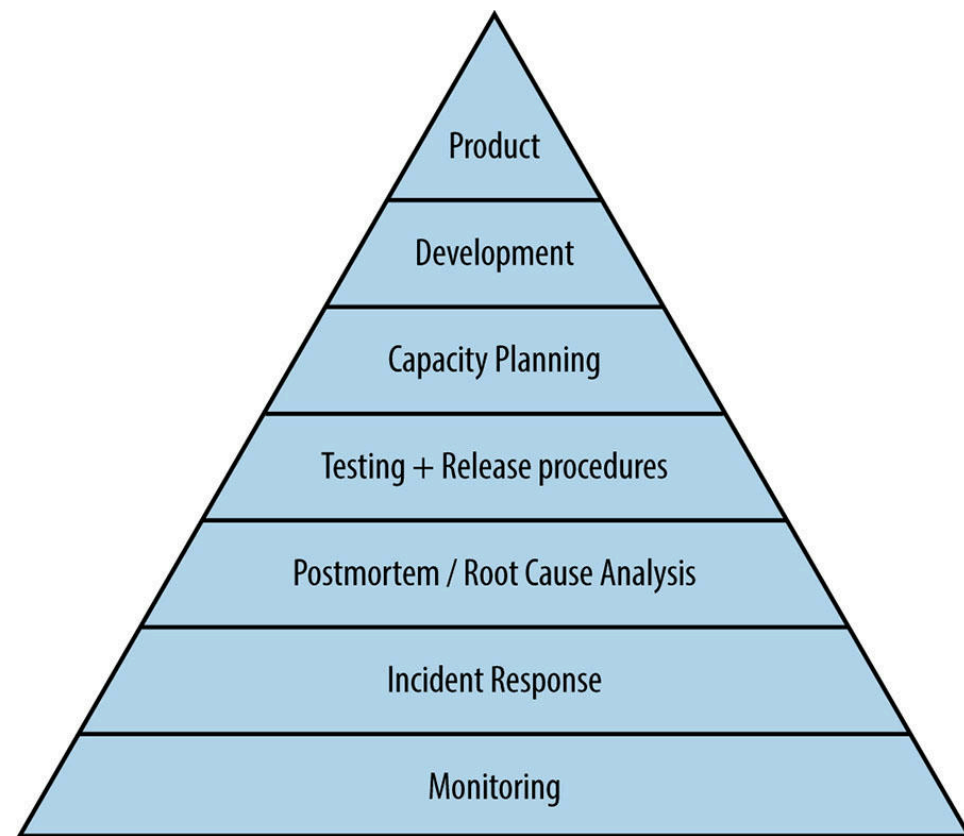 Product
Development
Capacity Planning
Testing + Release procedures
Postmortem / Root Cause Analysis
Incident Response
Monitoring